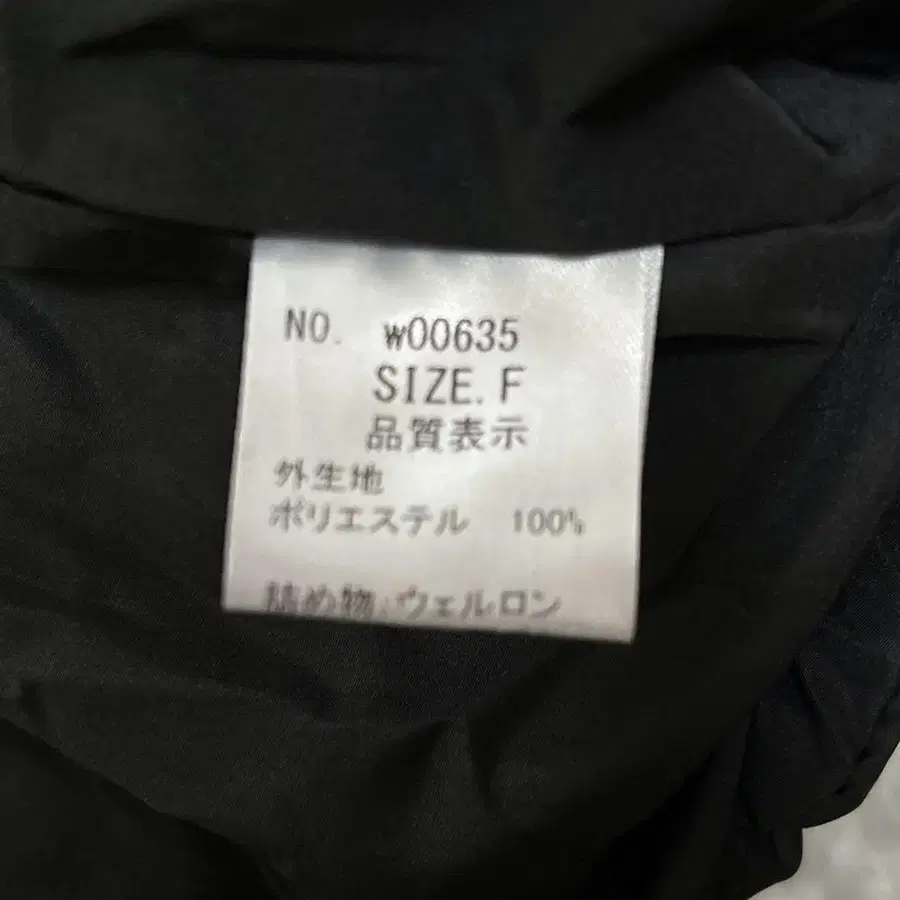 NO. w00635
SIZE.F
品質表示
外生地
ポリエステル 100%
詰め物:ウェルロン